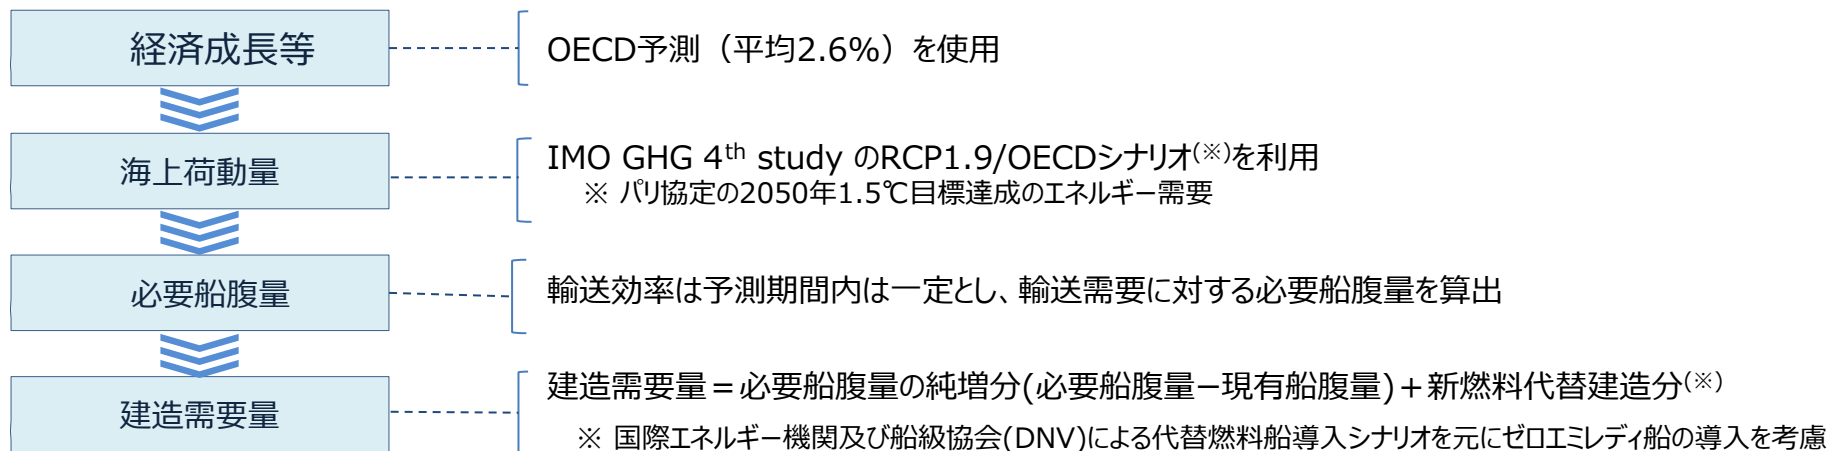 経済成長等
OECD予測（平均2.6%）を使用
海上荷動量
IMO GHG 4th study のRCP1.9/OECDシナリオ(※)を利用
※ パリ協定の2050年1.5℃目標達成のエネルギー需要
必要船腹量
輸送効率は予測期間内は一定とし、輸送需要に対する必要船腹量を算出
建造需要量
建造需要量＝必要船腹量の純増分(必要船腹量−現有船腹量)＋新燃料代替建造分(※)
※ 国際エネルギー機関及び船級協会(DNV)による代替燃料船導入シナリオを元にゼロエミレディ船の導入を考慮